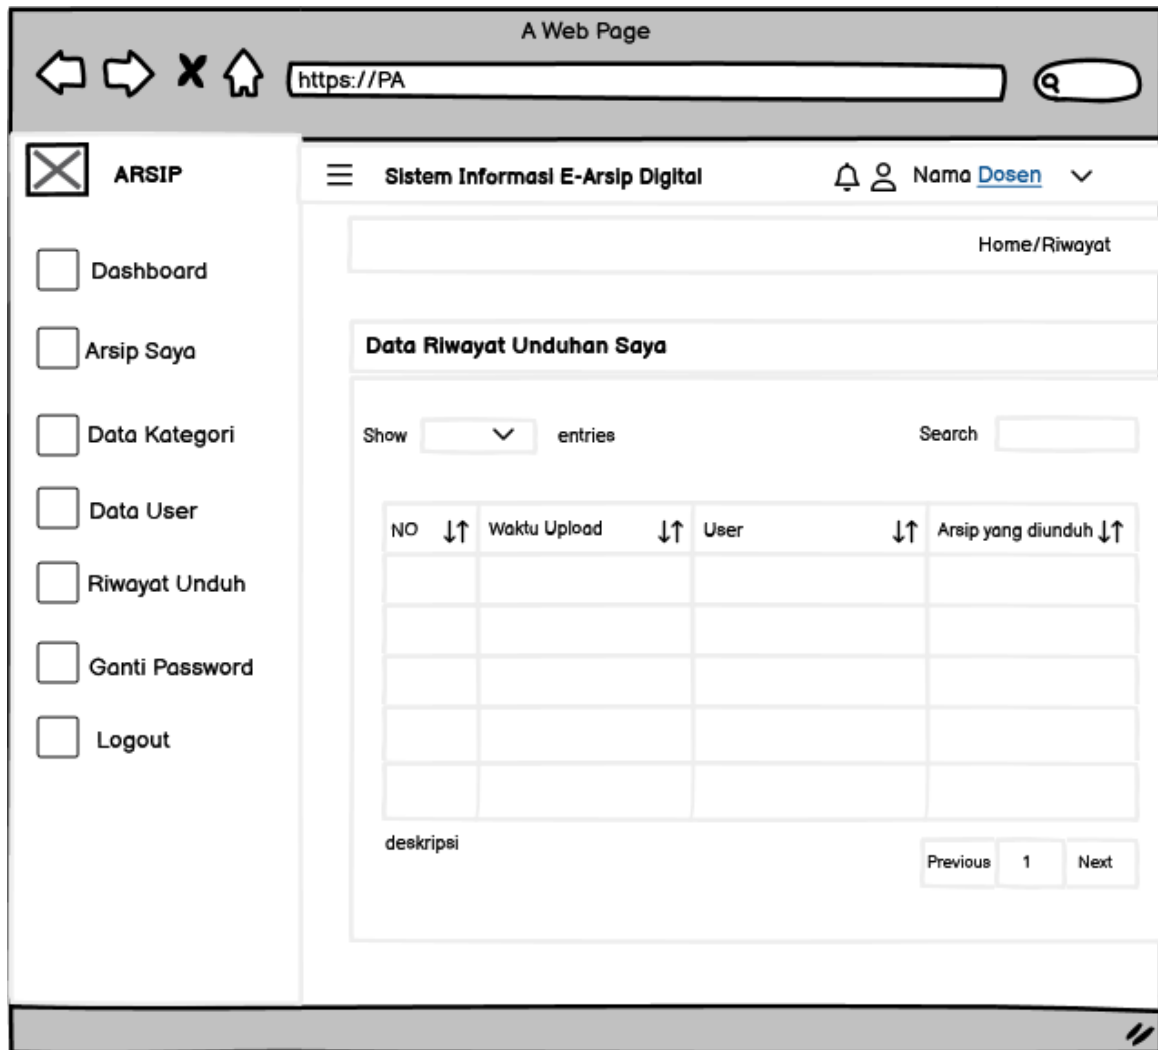 A Web Page
https://PA
ARSIP
Sistem Informasi E-Arsip Digital
Nama Dosen
Home/Riwayat
Dashboard
Arsip Saya
Data Kategori
Data User
Riwayat Unduh
Ganti Password
Logout
Data Riwayat Unduhan Saya
Show entries
Search
NO Waktu Upload User Arsip yang diunduh
deskripsi
Previous 1 Next